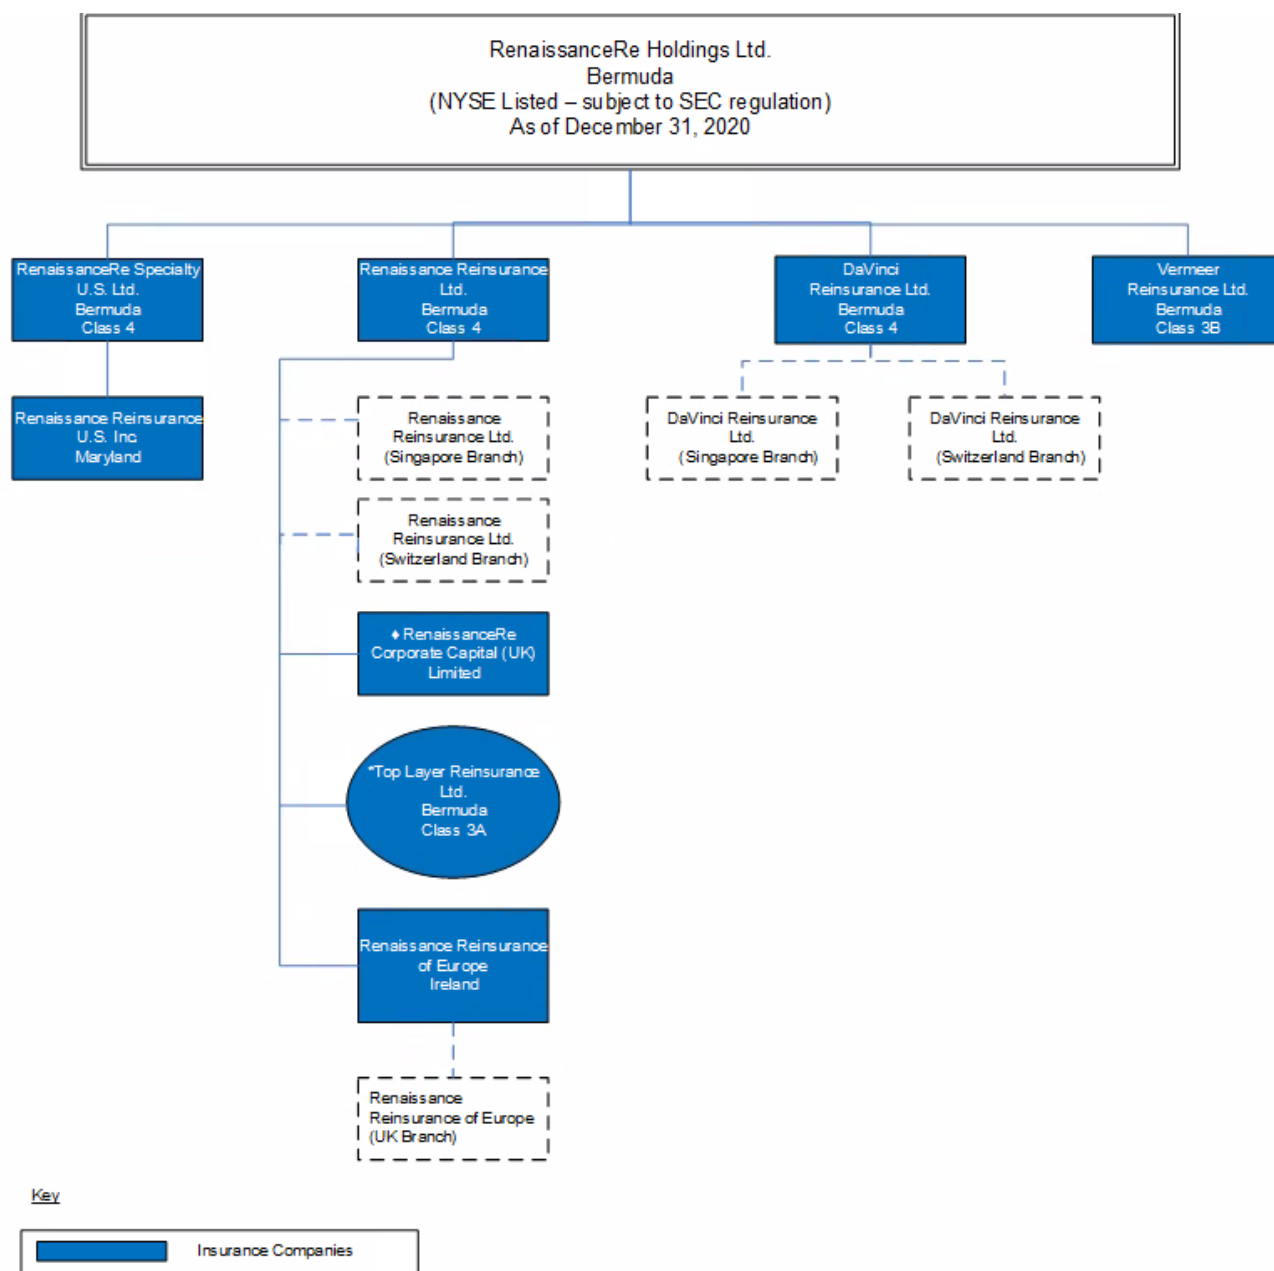 RenaissanceRe Holdings Ltd.
Bermuda
(NYSE Listed – subject to SEC regulation)
As of December 31, 2020
RenaissanceRe Specialty
U.S. Ltd.
Bermuda
Class 4
Renaissance Reinsurance
Ltd.
Bermuda
Class 4
DaVinci
Reinsurance Ltd.
Bermuda
Class 4
Vermeer
Reinsurance Ltd.
Bermuda
Class 3B
Renaissance Reinsurance
U.S. Inc
Maryland
Renaissance
Reinsurance Ltd.
(Singapore Branch)
DaVinci Reinsurance
Ltd.
(Singapore Branch)
DaVinci Reinsurance
Ltd.
(Switzerland Branch)
Renaissance
Reinsurance Ltd.
(Switzerland Branch)
♦ RenaissanceRe
Corporate Capital (UK)
Limited
*Top Layer Reinsurance
Ltd.
Bermuda
Class 3A
Renaissance Reinsurance
of Europe
Ireland
Renaissance
Reinsurance of Europe
(UK Branch)
Key
Insurance Companies